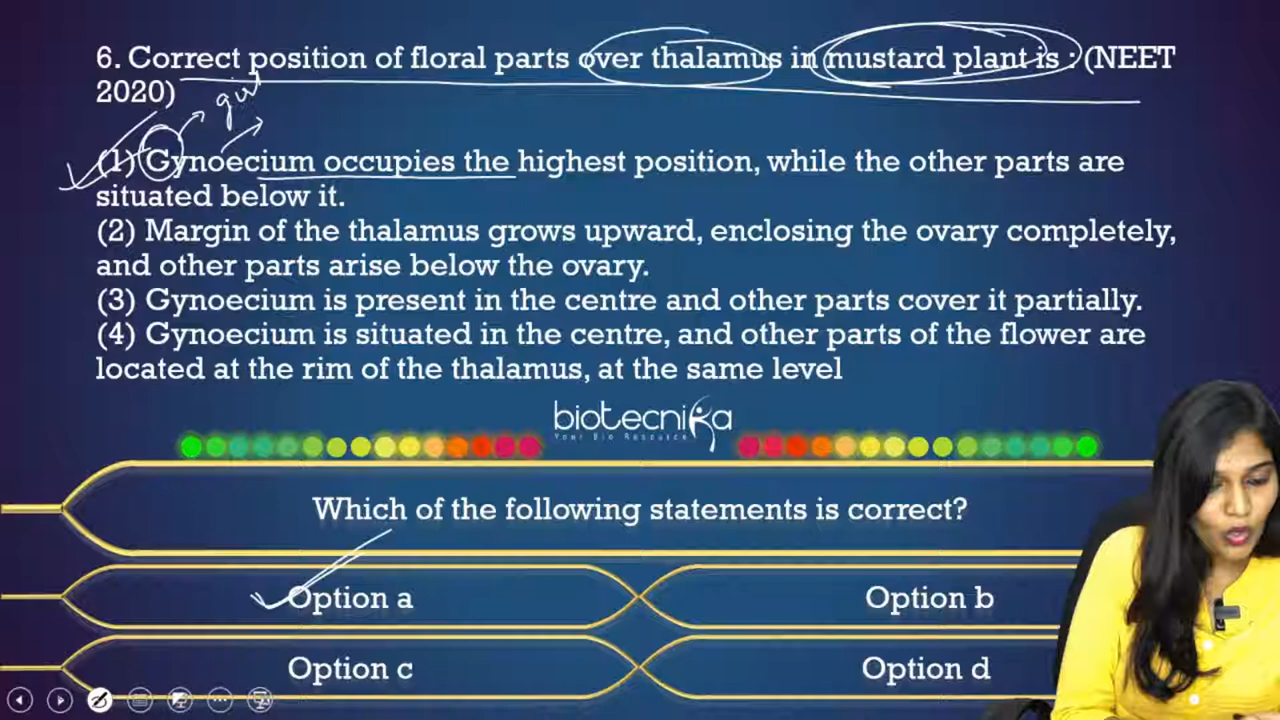 6. Correct position of floral parts over thalamus in mustard plant is : (NEET
2020)
(1) Gynoecium occupies the highest position, while the other parts are
situated below it.
(2) Margin of the thalamus grows upward, enclosing the ovary completely,
and other parts arise below the ovary.
(3) Gynoecium is present in the centre and other parts cover it partially.
(4) Gynoecium is situated in the centre, and other parts of the flower are
located at the rim of the thalamus, at the same level
biotecnika
Your Bio Resource
Which of the following statements is correct?
Option a
Option b
Option c
Option d